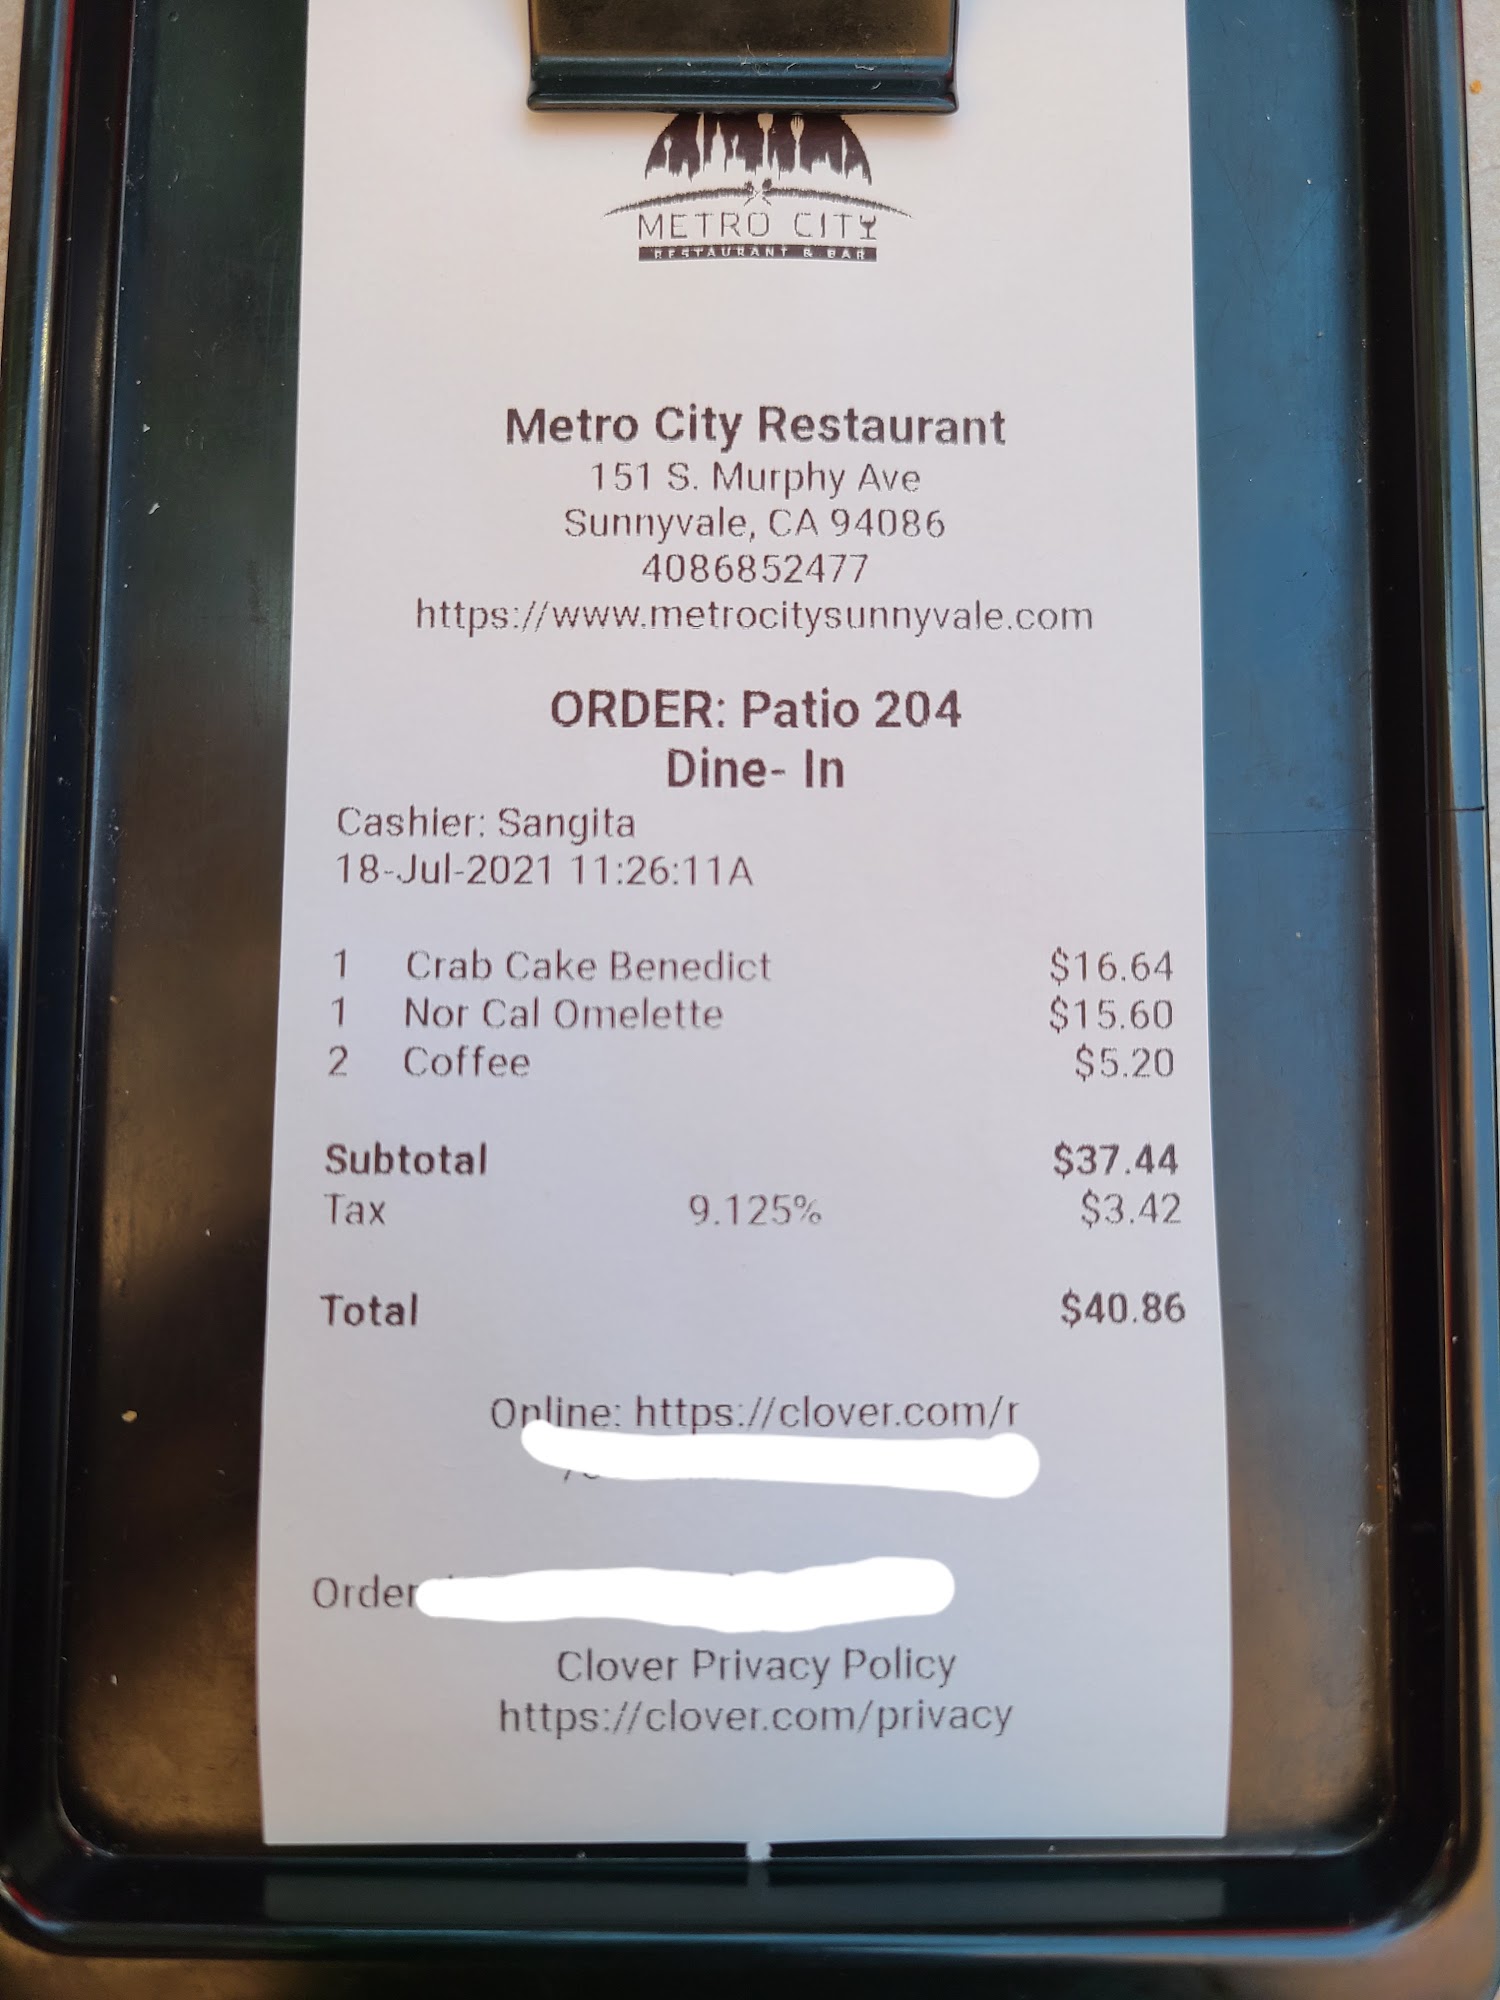 METRO CITY
RESTAURANT & BAR
Metro City Restaurant
151 S. Murphy Ave
Sunnyvale, CA 94086
4086852477
https://www.metrocitysunnyvale.com
ORDER: Patio 204
Dine- In
Cashier: Sangita
18-Jul-2021 11:26:11A
1 Crab Cake Benedict $16.64
1 Nor Cal Omelette $15.60
2 Coffee $5.20
Subtotal $37.44
Tax 9.125% $3.42
Total $40.86
Online: https://clover.com/r
Order
Clover Privacy Policy
https://clover.com/privacy